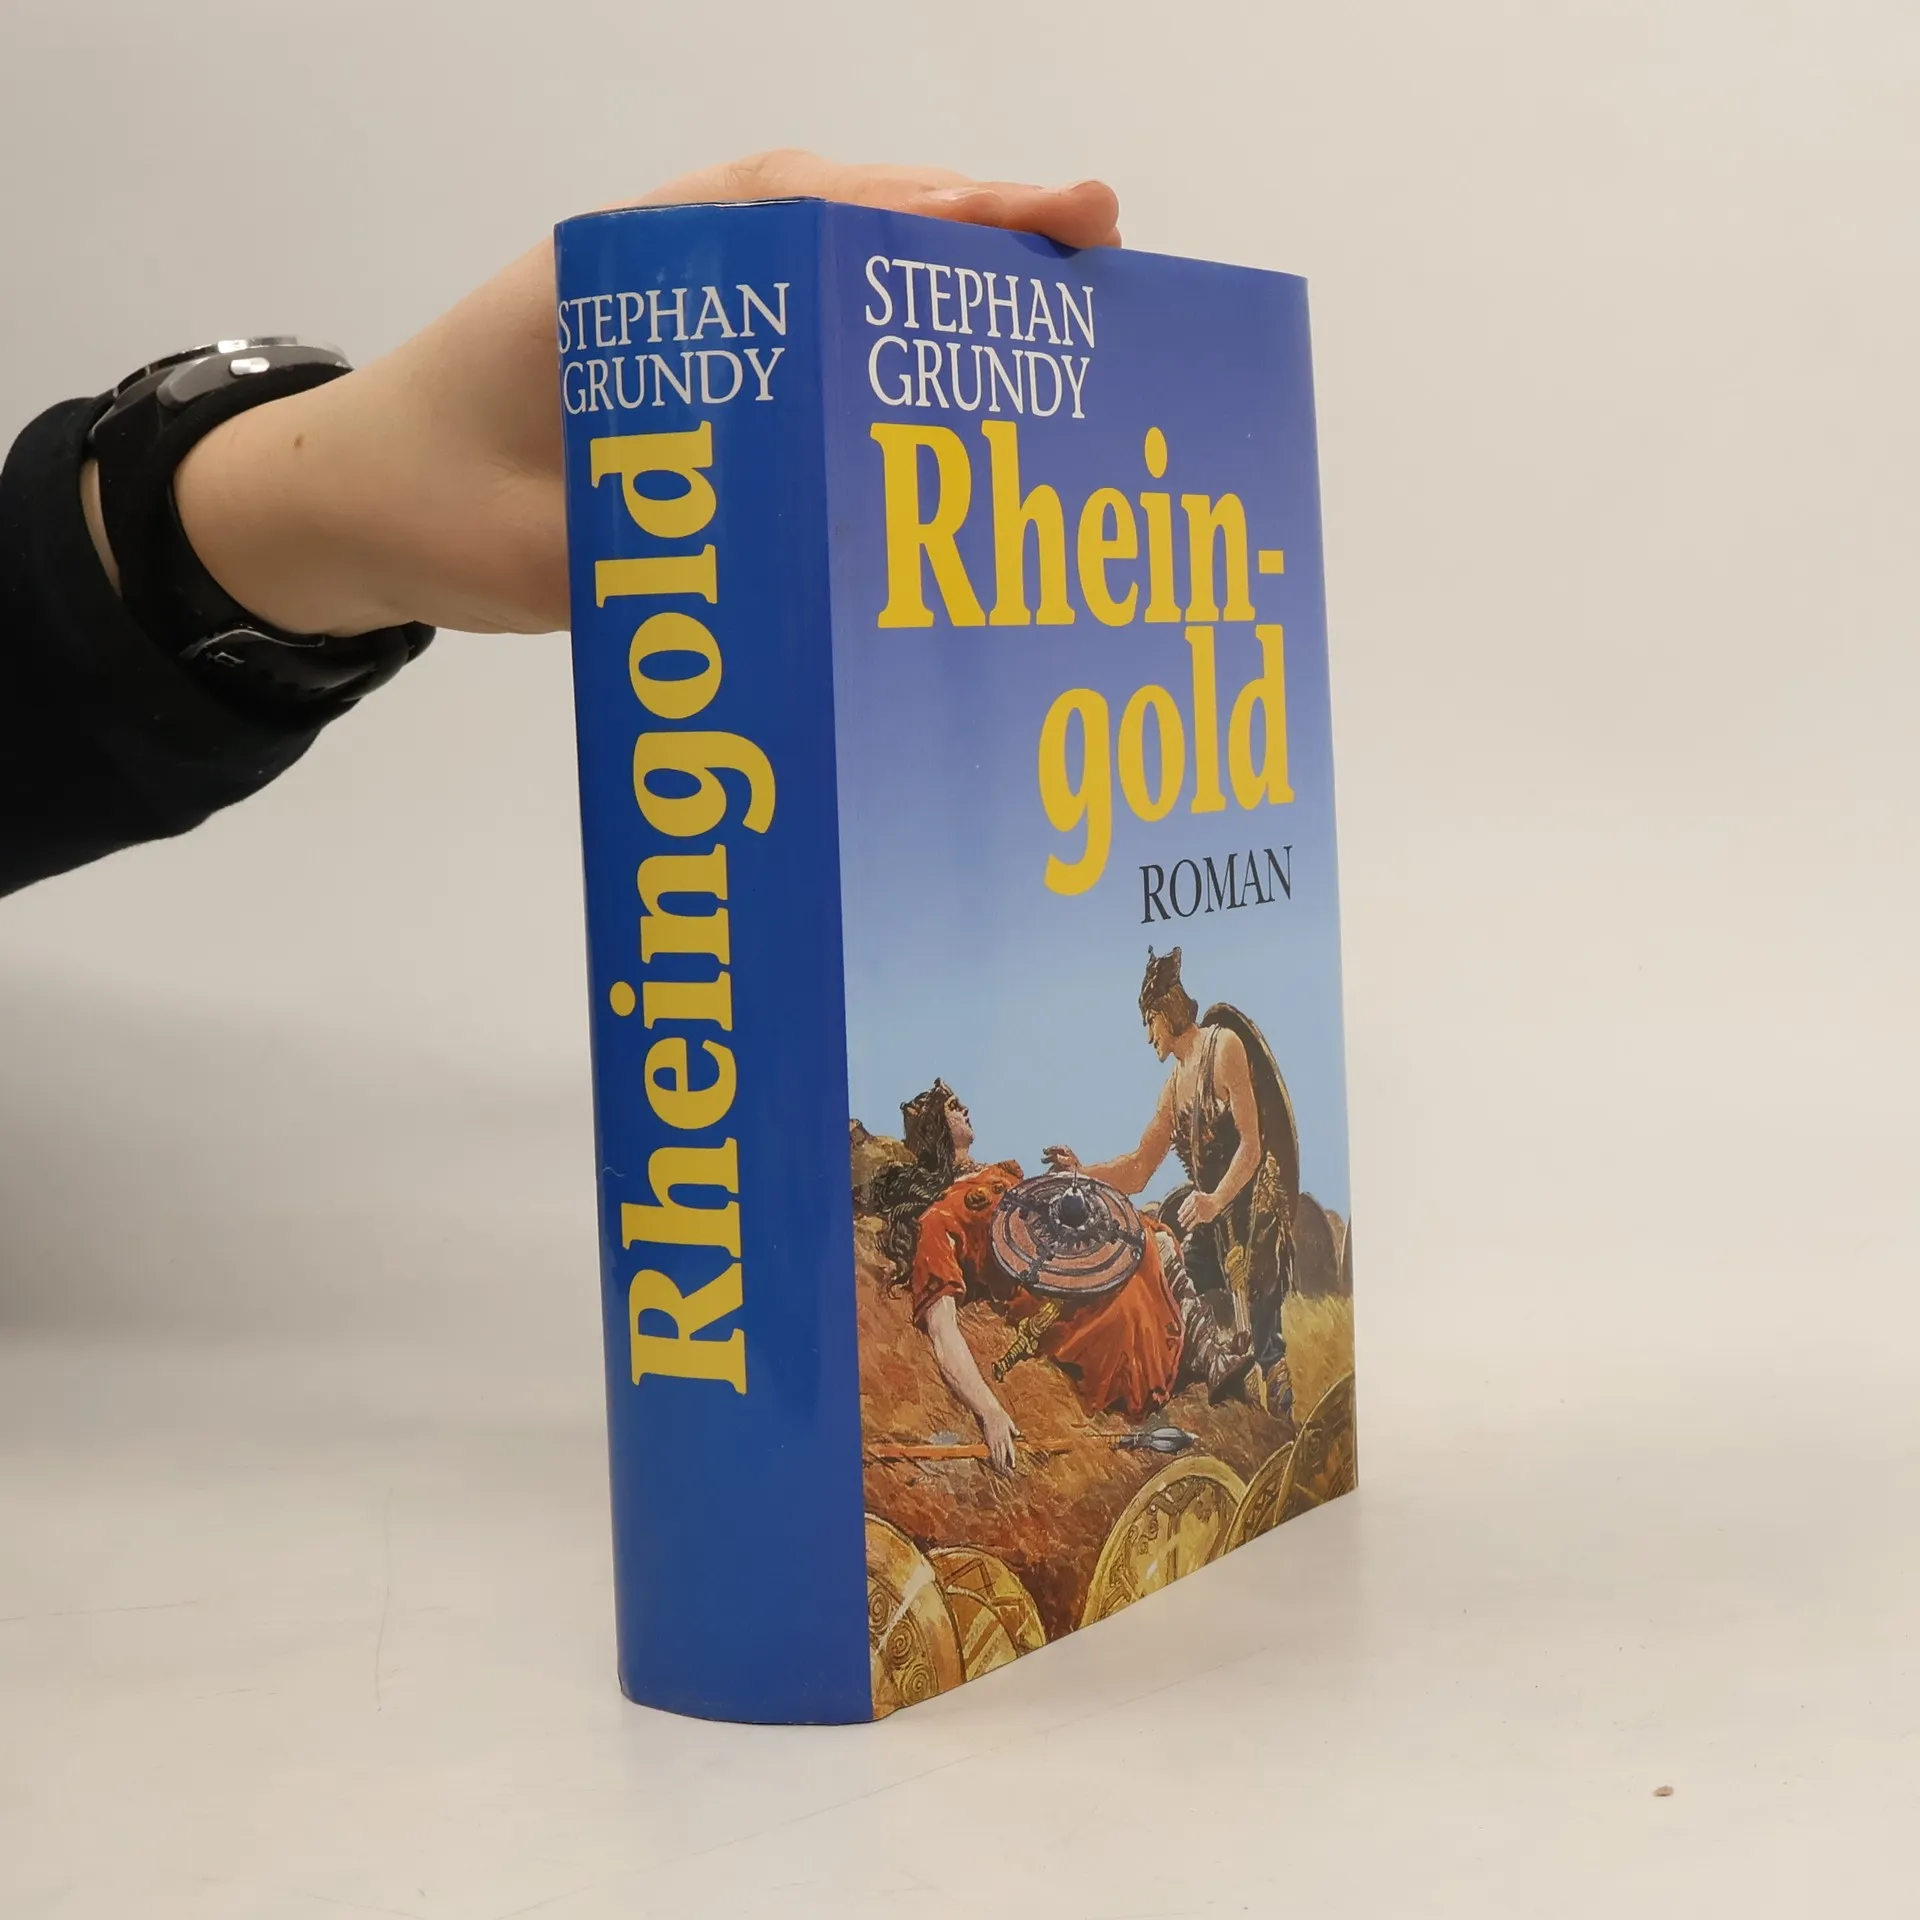 STEPHAN
GRUNDY
Rheingold
STEPHAN
GRUNDY
Rhein-
gold
ROMAN